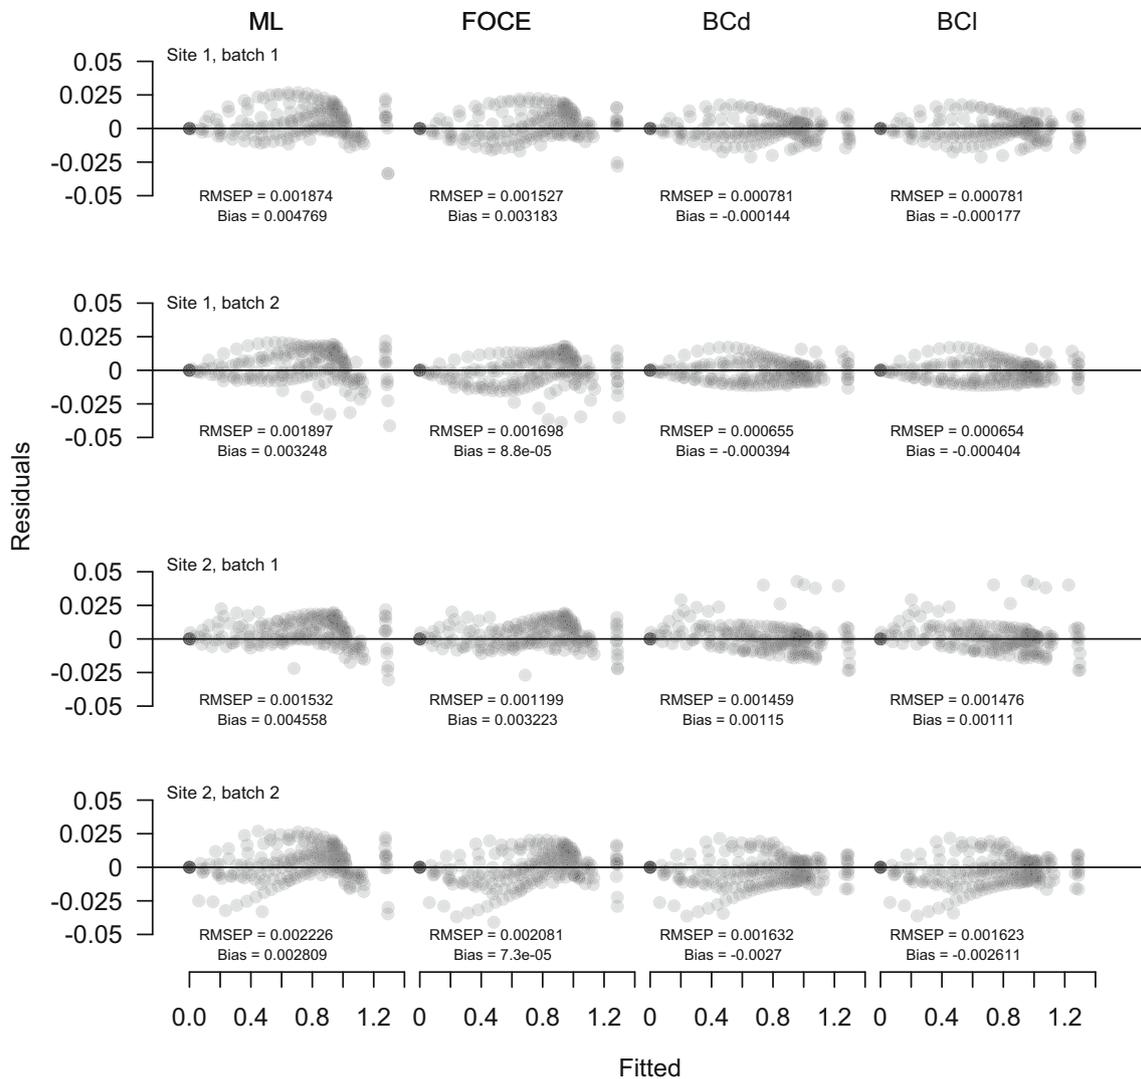 ML FOCE BCd BCl
Site 1, batch 1
0.05
0.025
0
-0.025
-0.05
RMSEP = 0.001874 RMSEP = 0.001527 RMSEP = 0.000781 RMSEP = 0.000781
Bias = 0.004769 Bias = 0.003183 Bias = -0.000144 Bias = -0.000177
Site 1, batch 2
0.05
0.025
0
-0.025
-0.05
RMSEP = 0.001897 RMSEP = 0.001698 RMSEP = 0.000655 RMSEP = 0.000654
Bias = 0.003248 Bias = 8.8e-05 Bias = -0.000394 Bias = -0.000404
Residuals
Site 2, batch 1
0.05
0.025
0
-0.025
-0.05
RMSEP = 0.001532 RMSEP = 0.001199 RMSEP = 0.001459 RMSEP = 0.001476
Bias = 0.004558 Bias = 0.003223 Bias = 0.00115 Bias = 0.00111
Site 2, batch 2
0.05
0.025
0
-0.025
-0.05
RMSEP = 0.002226 RMSEP = 0.002081 RMSEP = 0.001632 RMSEP = 0.001623
Bias = 0.002809 Bias = 7.3e-05 Bias = -0.0027 Bias = -0.002611
0.0 0.4 0.8 1.2 0 0.4 0.8 1.2 0 0.4 0.8 1.2 0 0.4 0.8 1.2
Fitted